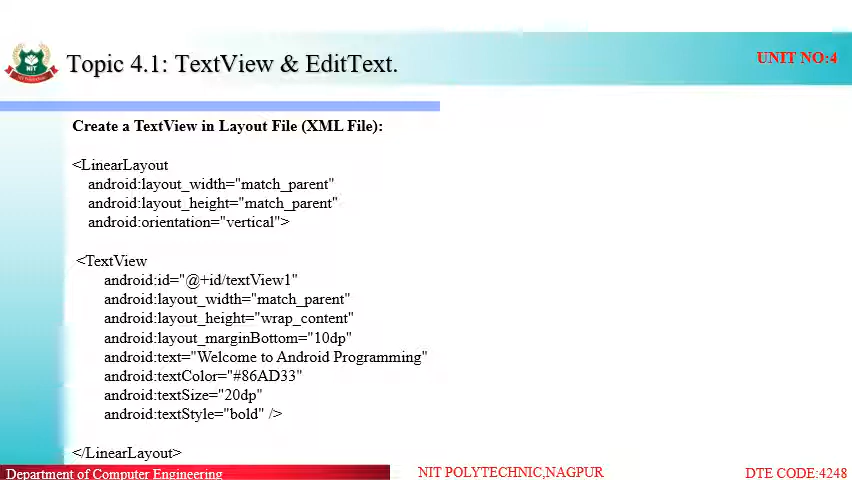 Topic 4.1: TextView & EditText.
UNIT NO:4
Create a TextView in Layout File (XML File):
<LinearLayout
android:layout_width="match_parent"
android:layout_height="match_parent"
android:orientation="vertical">
<TextView
android:id="@+id/textView1"
android:layout_width="match_parent"
android:layout_height="wrap_content"
android:layout_marginBottom="10dp"
android:text="Welcome to Android Programming"
android:textColor="#86AD33"
android:textSize="20dp"
android:textStyle="bold" />
</LinearLayout>
Department of Computer Engineering
NIT POLYTECHNIC,NAGPUR
DTE CODE:4248